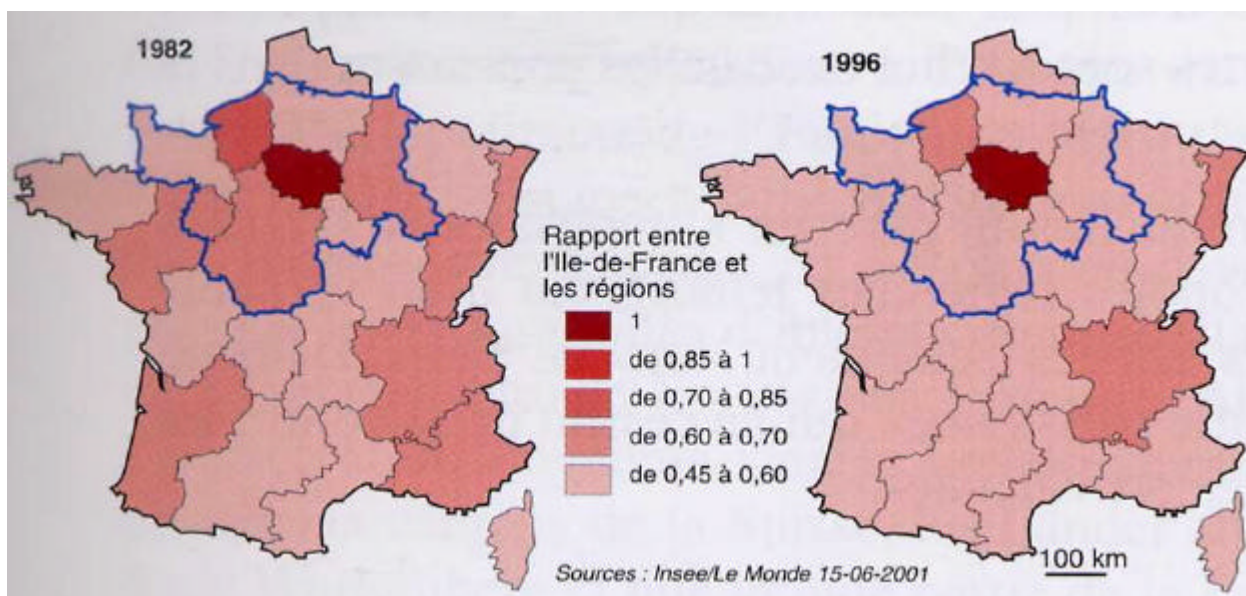 1982
1996
Rapport entre
l'Ile-de-France et
les régions
1
de 0,85 à 1
de 0,70 à 0,85
de 0,60 à 0,70
de 0,45 à 0,60
100 km
Sources : Insee/Le Monde 15-06-2001